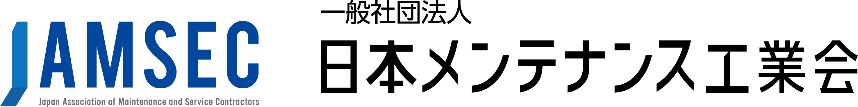 JAMSEC
Japan Association of Maintenance and Service Contractors
一般社団法人
日本メンテナンス工業会